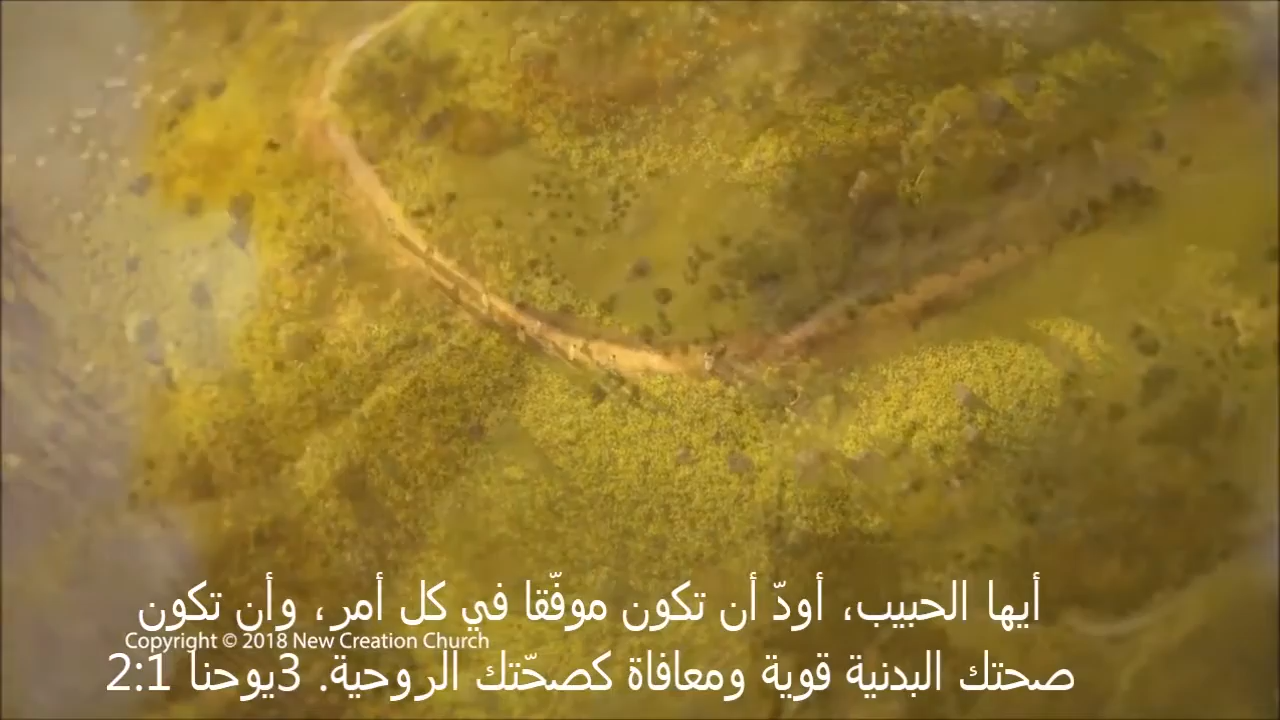 أيها الحبيب، أودّ أن تكون موفّقا في كل أمر، وأن تكون
Copyright © 2018 New Creation Church
صحتك البدنية قوية ومعافاة كصحّتك الروحية. 3يوحنا 2:1